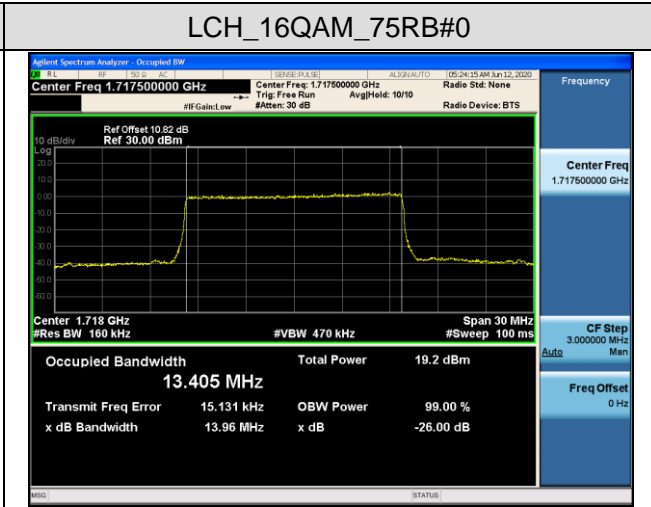 LCH_16QAM_75RB#0
Agilent Spectrum Analyzer - Occupied BW
RL RF 50 Ω AC SENSE:PULSE ALIGNAUTO 05:24:15 AM Jun 12, 2020
Center Freq 1.717500000 GHz Center Freq: 1.717500000 GHz Radio Std: None Frequency
Trig: Free Run Avg|Hold: 10/10
#IFGain:Low #Atten: 30 dB Radio Device: BTS
Ref Offset 10.82 dB
10 dB/div Ref 30.00 dBm
Log
20.0
10.0
0.00
-10.0
-20.0
-30.0
-40.0
-50.0
-60.0
Center Freq
1.717500000 GHz
Center 1.718 GHz Span 30 MHz
#Res BW 160 kHz #VBW 470 kHz #Sweep 100 ms
CF Step
3.000000 MHz
Auto Man
Occupied Bandwidth Total Power 19.2 dBm
13.405 MHz
Freq Offset
0 Hz
Transmit Freq Error 15.131 kHz OBW Power 99.00 %
x dB Bandwidth 13.96 MHz x dB -26.00 dB
MSG STATUS